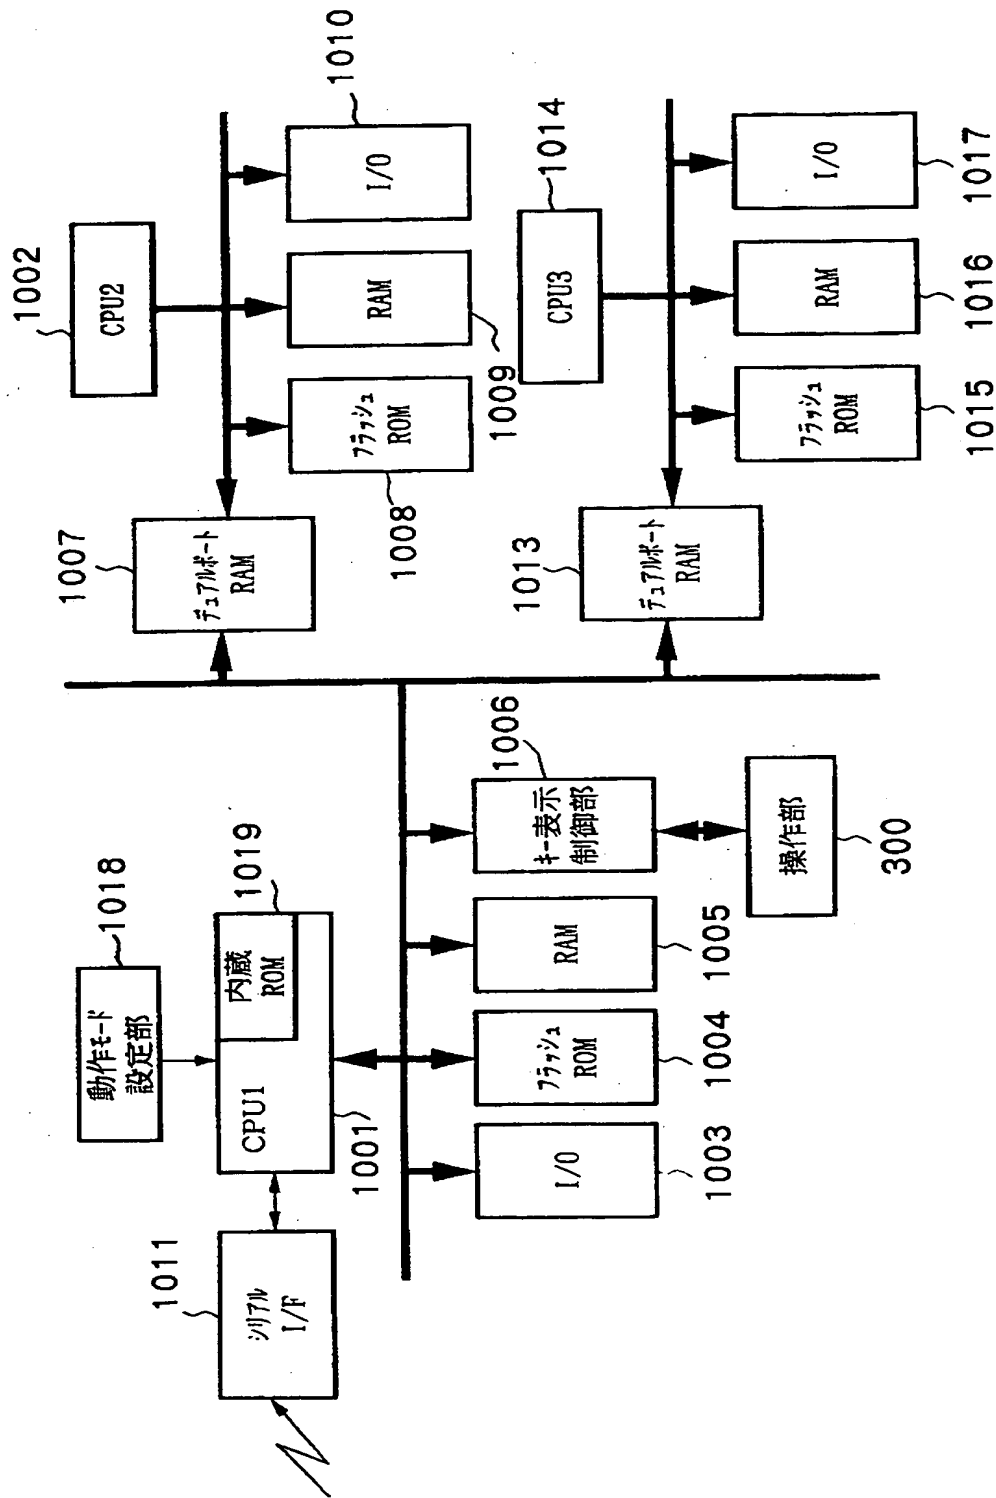 1011
シリアル
I/F
1018
動作モード
設定部
1019
内蔵
ROM
CPU1
1001
I/O
1003
フラッシュ
ROM
1004
RAM
1005
キー表示
制御部
1006
操作部
300
1007
デュアルポート
RAM
1002
CPU2
フラッシュ
ROM
1008
RAM
1009
I/O
1010
1013
デュアルポート
RAM
1014
CPU3
フラッシュ
ROM
1015
RAM
1016
I/O
1017